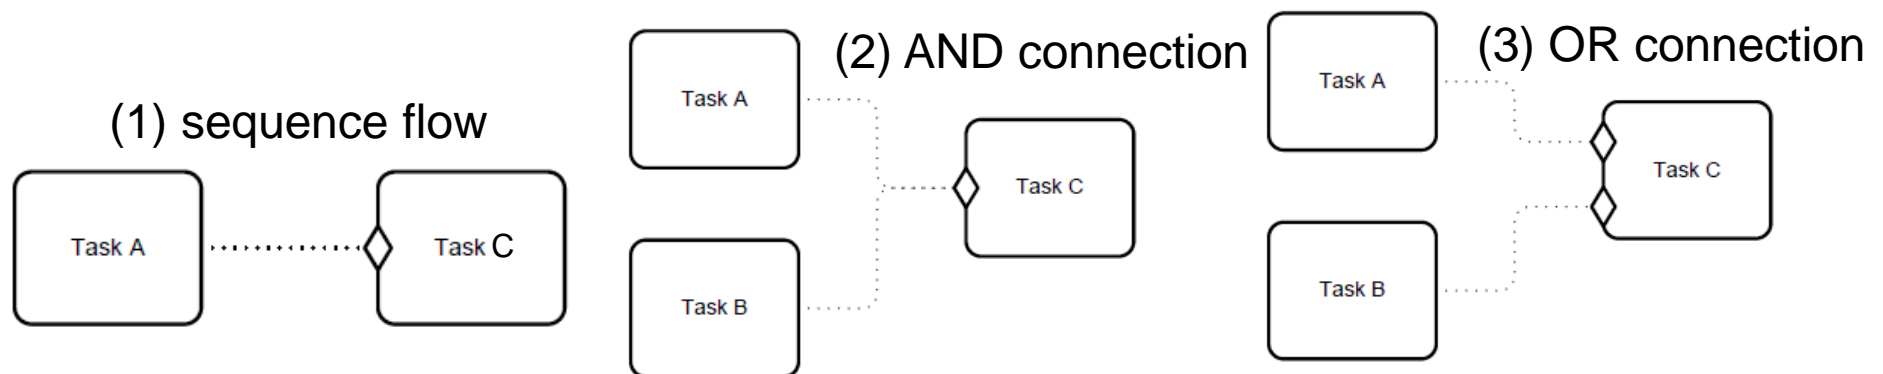 (1) sequence flow
Task A
Task C
(2) AND connection
Task A
Task C
Task B
(3) OR connection
Task A
Task C
Task B